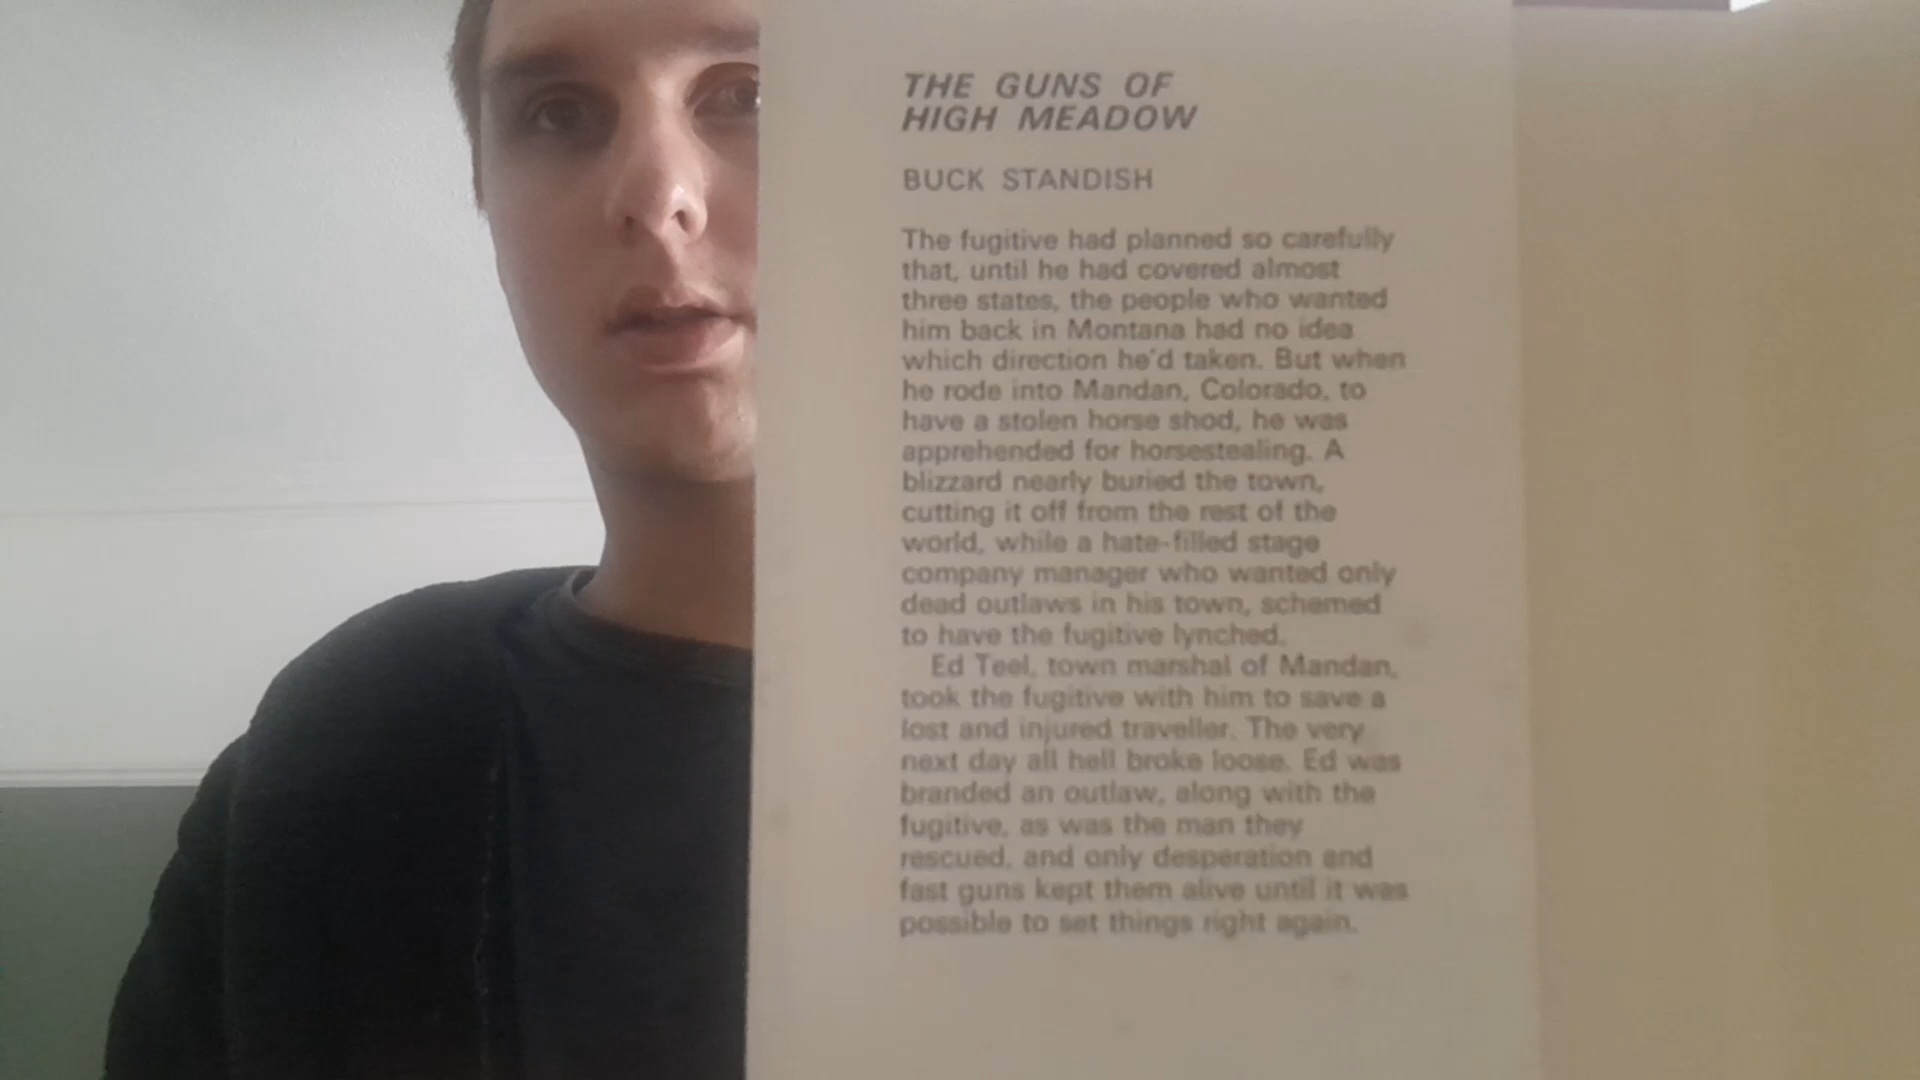 THE GUNS OF
HIGH MEADOW
BUCK STANDISH
The fugitive had planned so carefully
that, until he had covered almost
three states, the people who wanted
him back in Montana had no idea
which direction he'd taken. But when
he rode into Mandan, Colorado, to
have a stolen horse shod, he was
apprehended for horsestealing. A
blizzard nearly buried the town,
cutting it off from the rest of the
world, while a hate-filled stage
company manager who wanted only
dead outlaws in his town, schemed
to have the fugitive lynched.
Ed Teel, town marshal of Mandan,
took the fugitive with him to save a
lost and injured traveller. The very
next day all hell broke loose. Ed was
branded an outlaw, along with the
fugitive, as was the man they
rescued, and only desperation and
fast guns kept them alive until it was
possible to set things right again.